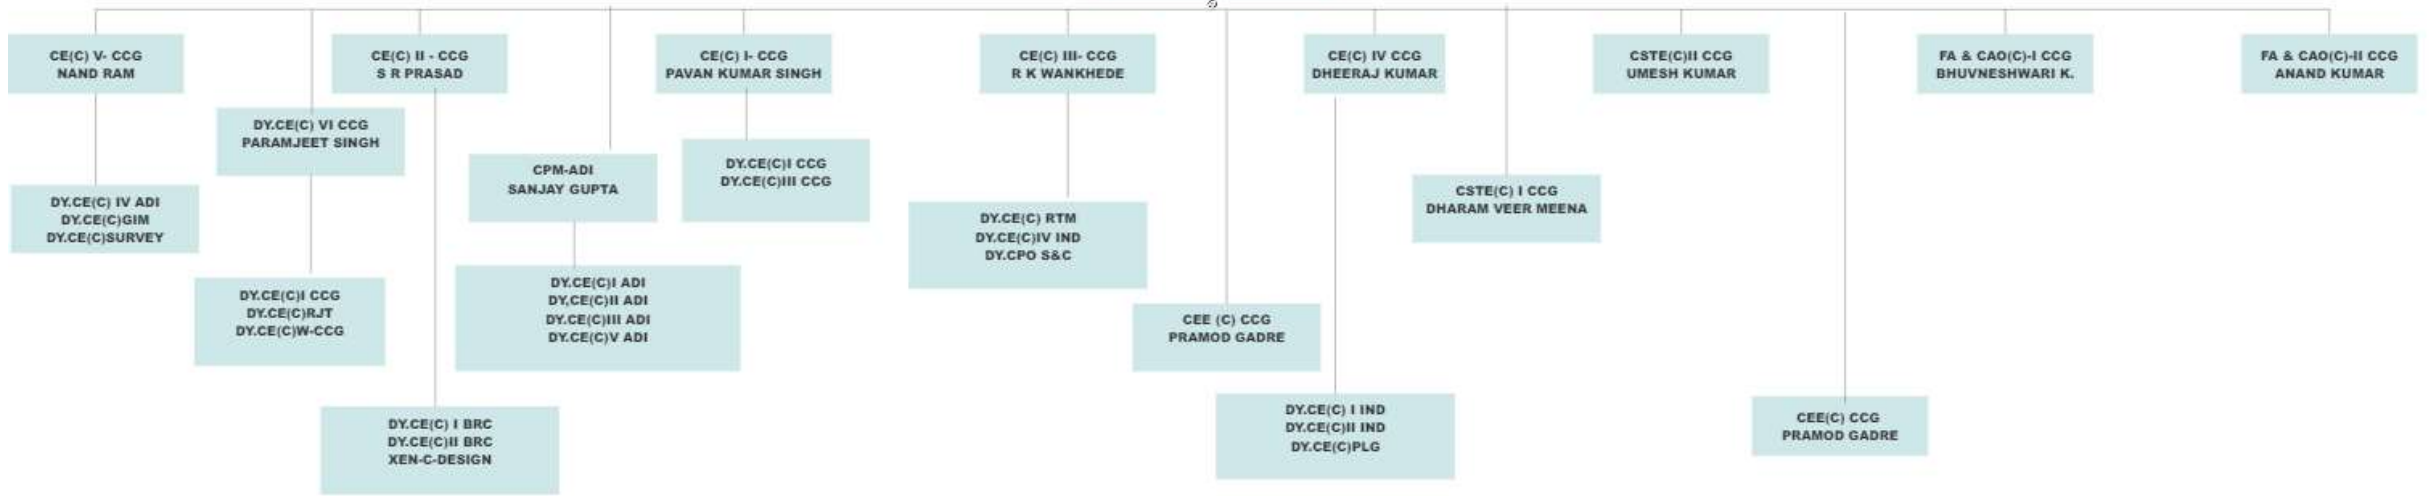 CE(C) V- CCG
NAND RAM
CE(C) II - CCG
S R PRASAD
CE(C) I- CCG
PAVAN KUMAR SINGH
CE(C) III- CCG
R K WANKHEDE
CE(C) IV CCG
DHEERAJ KUMAR
CSTE(C)II CCG
UMESH KUMAR
FA & CAO(C)-I CCG
BHUVNESHWARI K.
FA & CAO(C)-II CCG
ANAND KUMAR
DY.CE(C) VI CCG
PARAMJEET SINGH
CPM-ADI
SANJAY GUPTA
DY.CE(C)I CCG
DY.CE(C)III CCG
CSTE(C) I CCG
DHARAM VEER MEENA
DY.CE(C) IV ADI
DY.CE(C)GIM
DY.CE(C)SURVEY
DY.CE(C) RTM
DY.CE(C)IV IND
DY.CPO S&C
DY.CE(C)I CCG
DY.CE(C)RJT
DY.CE(C)W-CCG
DY.CE(C)I ADI
DY,CE(C)II ADI
DY.CE(C)III ADI
DY.CE(C)V ADI
CEE (C) CCG
PRAMOD GADRE
DY.CE(C) I BRC
DY.CE(C)II BRC
XEN-C-DESIGN
DY.CE(C) I IND
DY.CE(C)II IND
DY.CE(C)PLG
CEE(C) CCG
PRAMOD GADRE